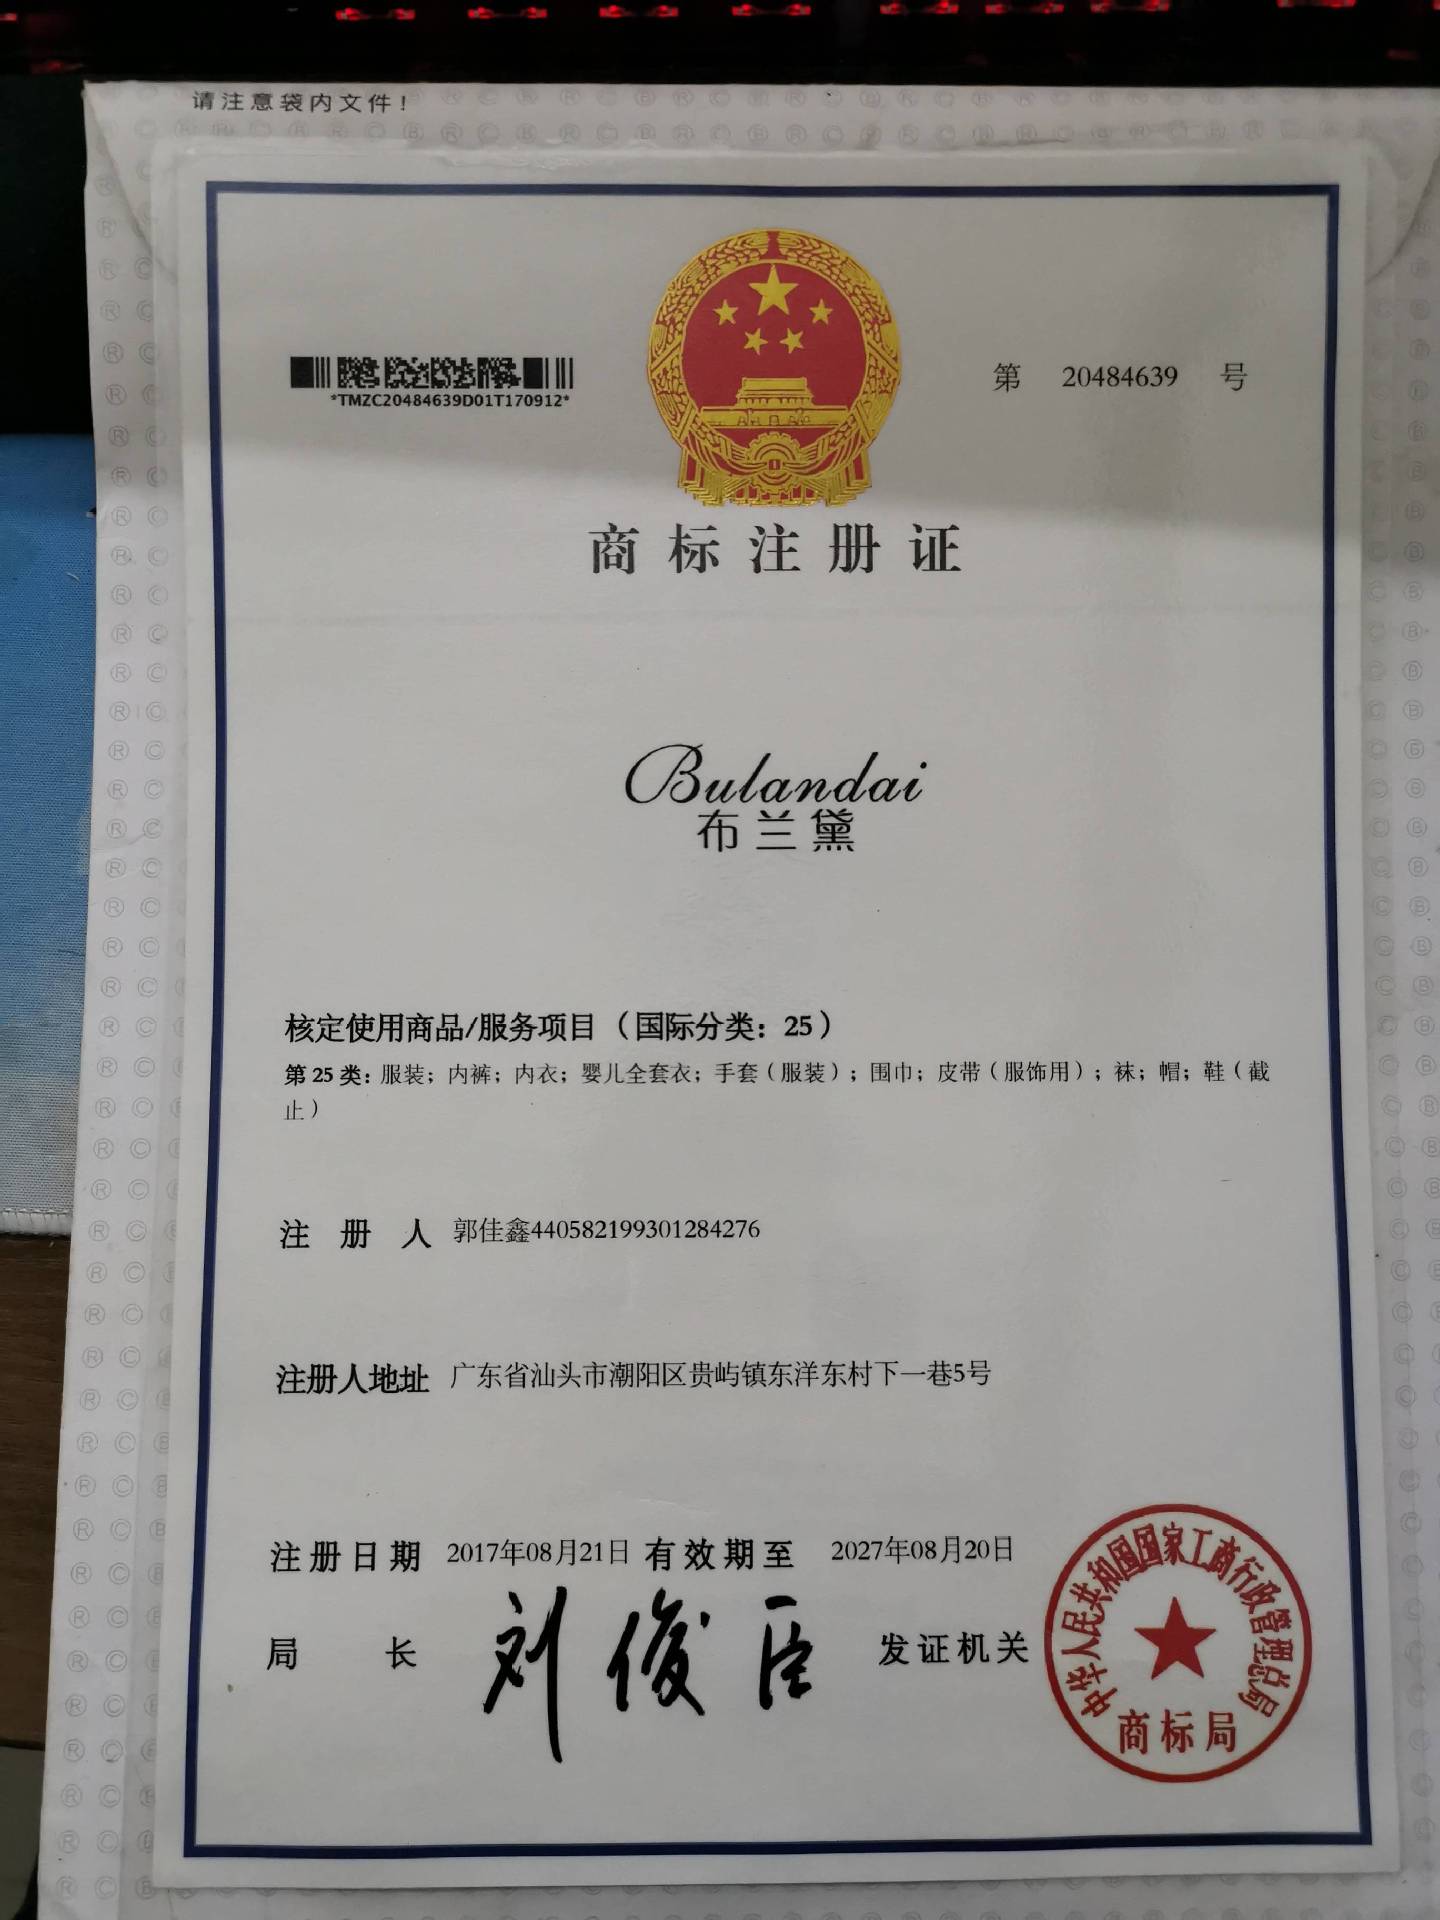 请注意袋内文件!
*TMZC20484639D01T170912*
第 20484639 号
商标注册证
Bulandai
布兰黛
核定使用商品/服务项目（国际分类：25）
第 25 类：服装；内裤；内衣；婴儿全套衣；手套（服装）；围巾；皮带（服饰用）；袜；帽；鞋（截
止）
注册人 郭佳鑫440582199301284276
注册人地址 广东省汕头市潮阳区贵屿镇东洋东村下一巷5号
注册日期 2017年08月21日 有效期至 2027年08月20日
局长 刘俊臣 发证机关
中华人民共和国国家工商行政管理总局
商标局